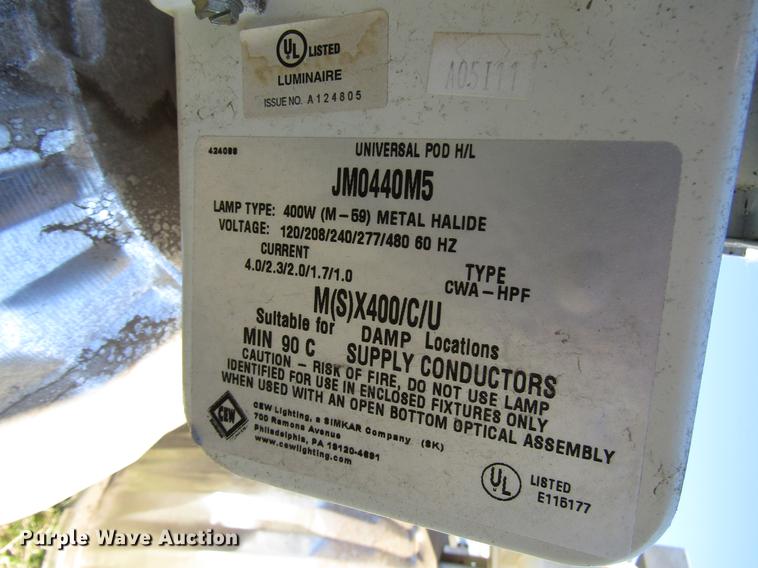 UL LISTED
LUMINAIRE
ISSUE NO. A124805
A05I11
424088
UNIVERSAL POD H/L
JM0440M5
LAMP TYPE: 400W (M-59) METAL HALIDE
VOLTAGE: 120/208/240/277/480 60 HZ
CURRENT
4.0/2.3/2.0/1.7/1.0
TYPE
CWA-HPF
M(S)X400/C/U
Suitable for DAMP Locations
MIN 90 C SUPPLY CONDUCTORS
CAUTION - RISK OF FIRE, DO NOT USE LAMP
IDENTIFIED FOR USE IN ENCLOSED FIXTURES ONLY
WHEN USED WITH AN OPEN BOTTOM OPTICAL ASSEMBLY
CEW
CEW Lighting, a SIMKAR Company (SK)
700 Ramona Avenue
Philadelphia, PA 19120-4691
www.cewlighting.com
UL LISTED
E115177
Purple Wave Auction